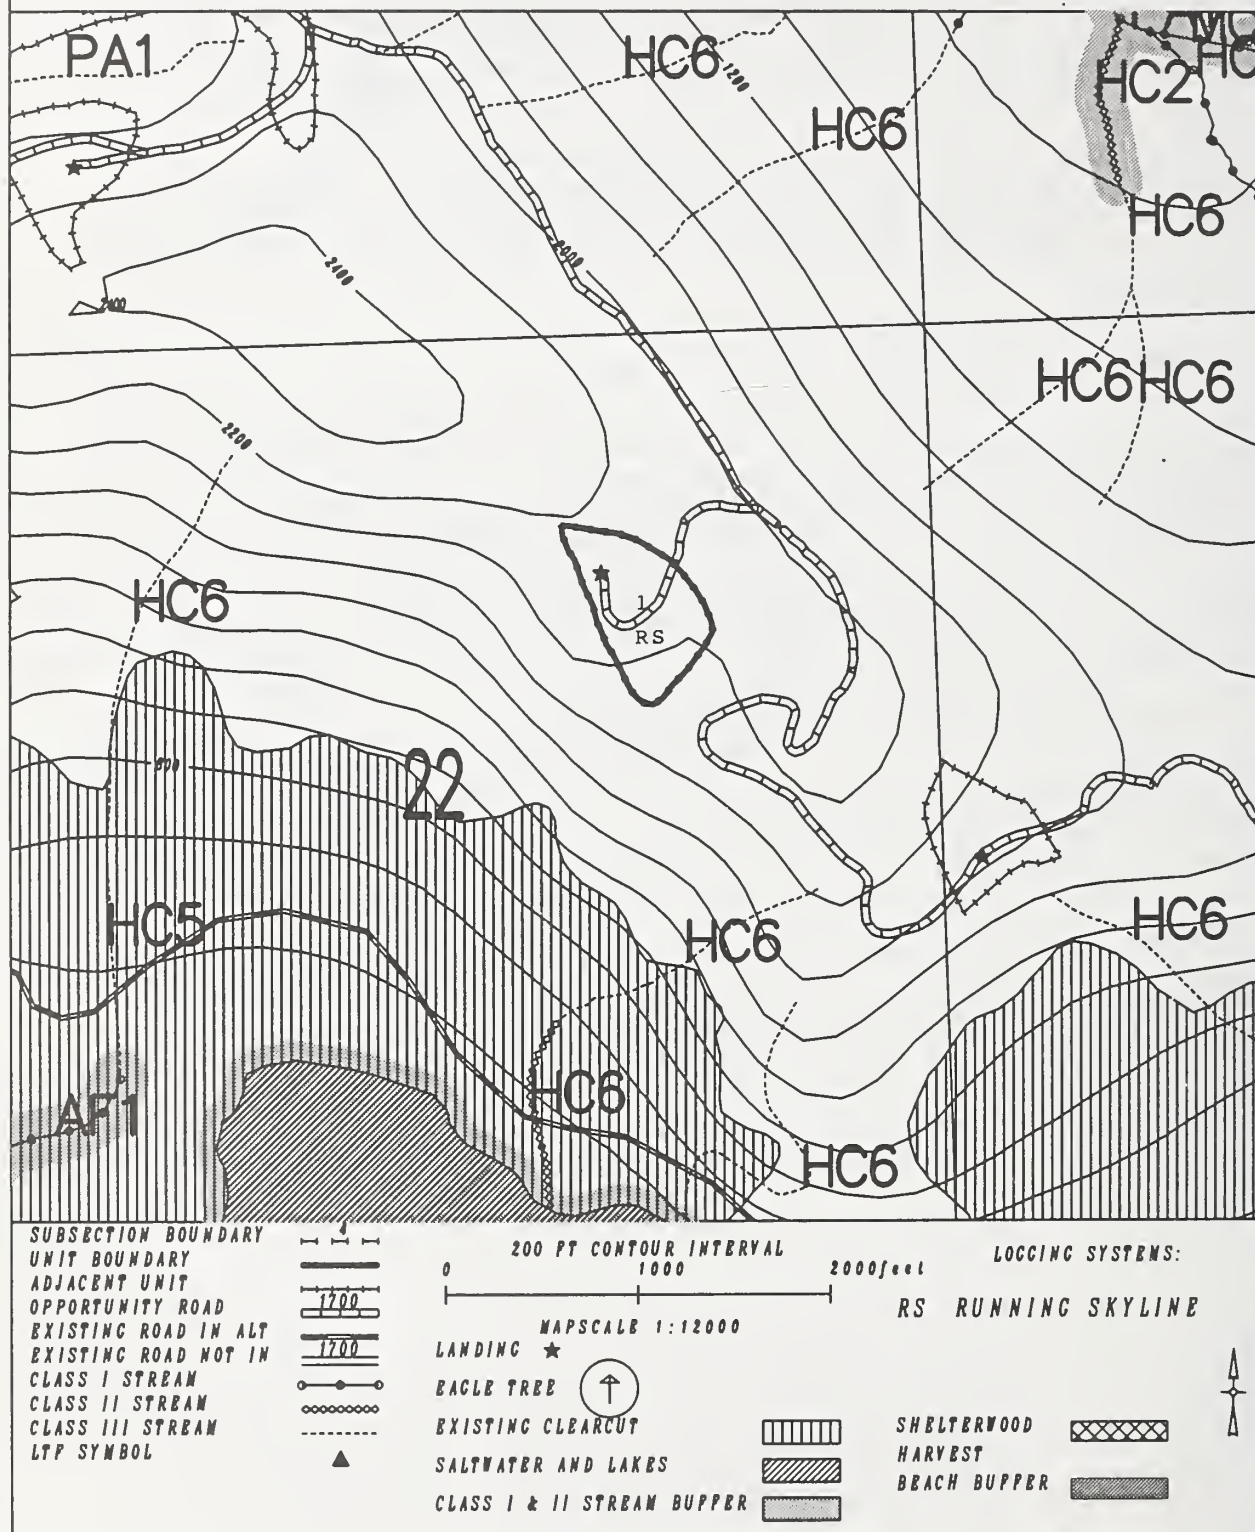 PA1
HC6
1200
HC2
HC6
HC6
2000
2400
2400
HC6
HC6
2200
HC6
1
RS
22
HC5
HC6
HC6
AF1
HC6
HC6
SUBSECTION BOUNDARY
UNIT BOUNDARY
ADJACENT UNIT
OPPORTUNITY ROAD 1700
EXISTING ROAD IN ALT
EXISTING ROAD NOT IN 1700
CLASS I STREAM
CLASS II STREAM
CLASS III STREAM
LTF SYMBOL
200 FT CONTOUR INTERVAL
0 1000 2000feet
MAPSCALE 1:12000
LANDING
EAGLE TREE
EXISTING CLEARCUT
SALTWATER AND LAKES
CLASS I & II STREAM BUFFER
LOGGING SYSTEMS:
RS RUNNING SKYLINE
SHELTERWOOD
HARVEST
BEACH BUFFER